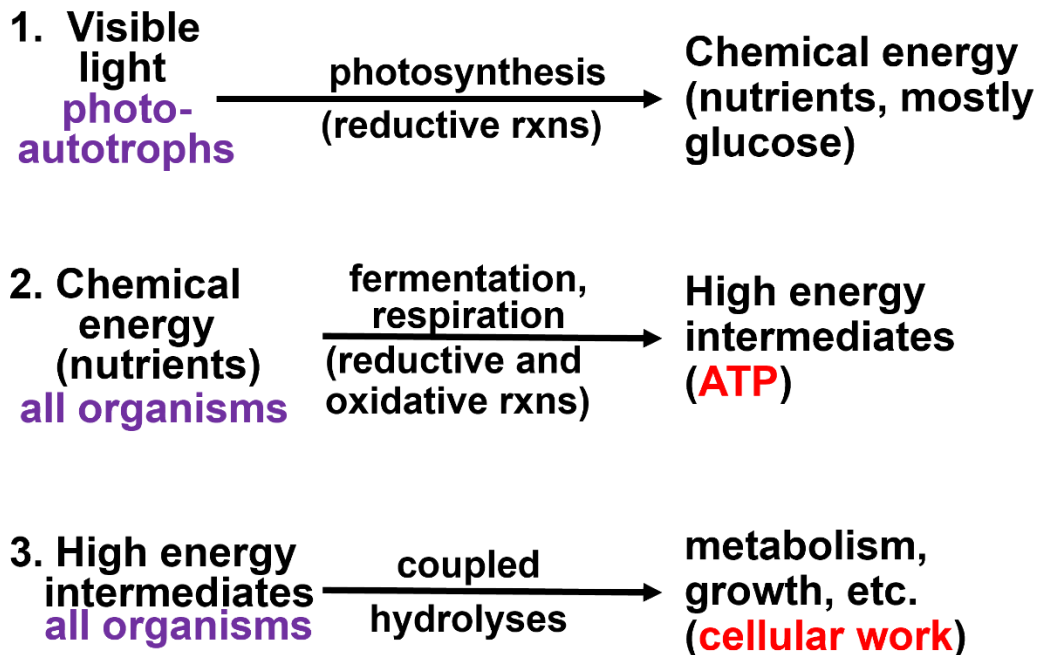 1. Visible
light
photo-
autotrophs
photosynthesis
(reductive rxns)
Chemical energy
(nutrients, mostly
glucose)
2. Chemical
energy
(nutrients)
all organisms
fermentation,
respiration
(reductive and
oxidative rxns)
High energy
intermediates
(ATP)
3. High energy
intermediates
all organisms
coupled
hydrolyses
metabolism,
growth, etc.
(cellular work)